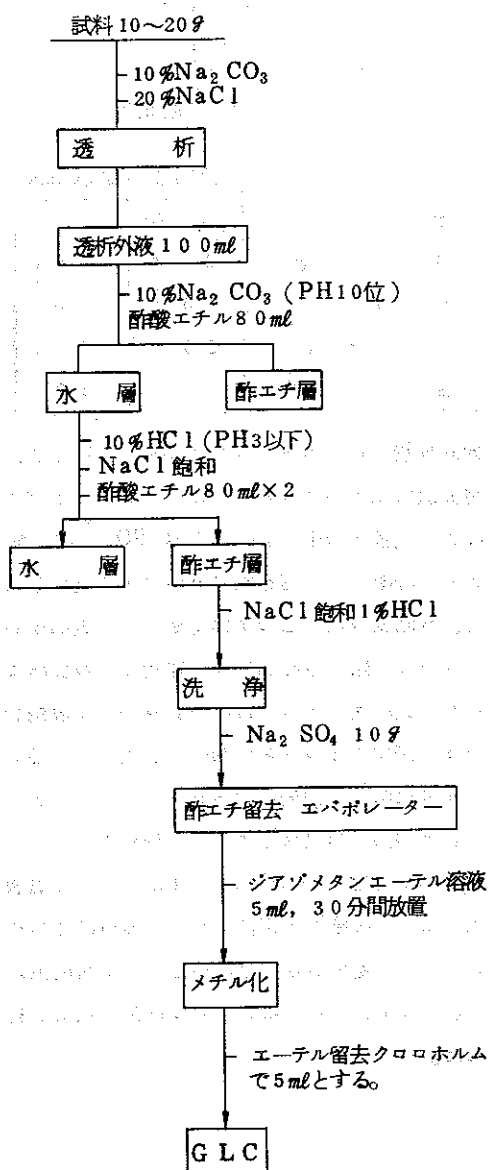 試料10～20g
10%Na₂CO₃
20%NaCl
透析
透析外液100ml
10%Na₂CO₃(PH10位)
酢酸エチル80ml
水層
酢エチ層
10%HCl(PH3以下)
NaCl飽和
酢酸エチル80ml×2
水層
酢エチ層
NaCl飽和1%HCl
洗浄
Na₂SO₄ 10g
酢エチ留去 エバポレーター
ジアゾメタンエーテル溶液
5ml, 30分間放置
メチル化
エーテル留去クロロホルム
で5mlとする。
GLC